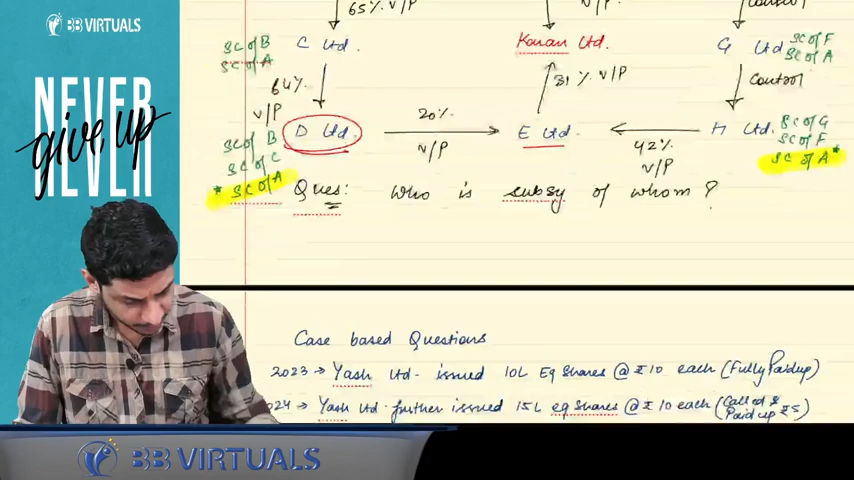 BB VIRTUALS
NEVER
give up
NEVER
65% V/P
V/P
Control
SC of B
SC of A
C Ltd.
Karan Ltd.
G Ltd
SC of F
SC of A
64%
V/P
31% V/P
Control
SC of B
SC of C
* SC of A
D Ltd.
20%
V/P
E Ltd.
42%
V/P
H Ltd.
SC of G
SC of F
SC of A *
Ques: Who is subsy of whom?
Case based Questions
2023 → Yash Ltd. issued 10L Eq Shares @ ₹10 each (Fully Paidup)
2024 → Yash Ltd further issued 15L eq shares @ ₹10 each (Called & Paid up ₹5)
BB VIRTUALS